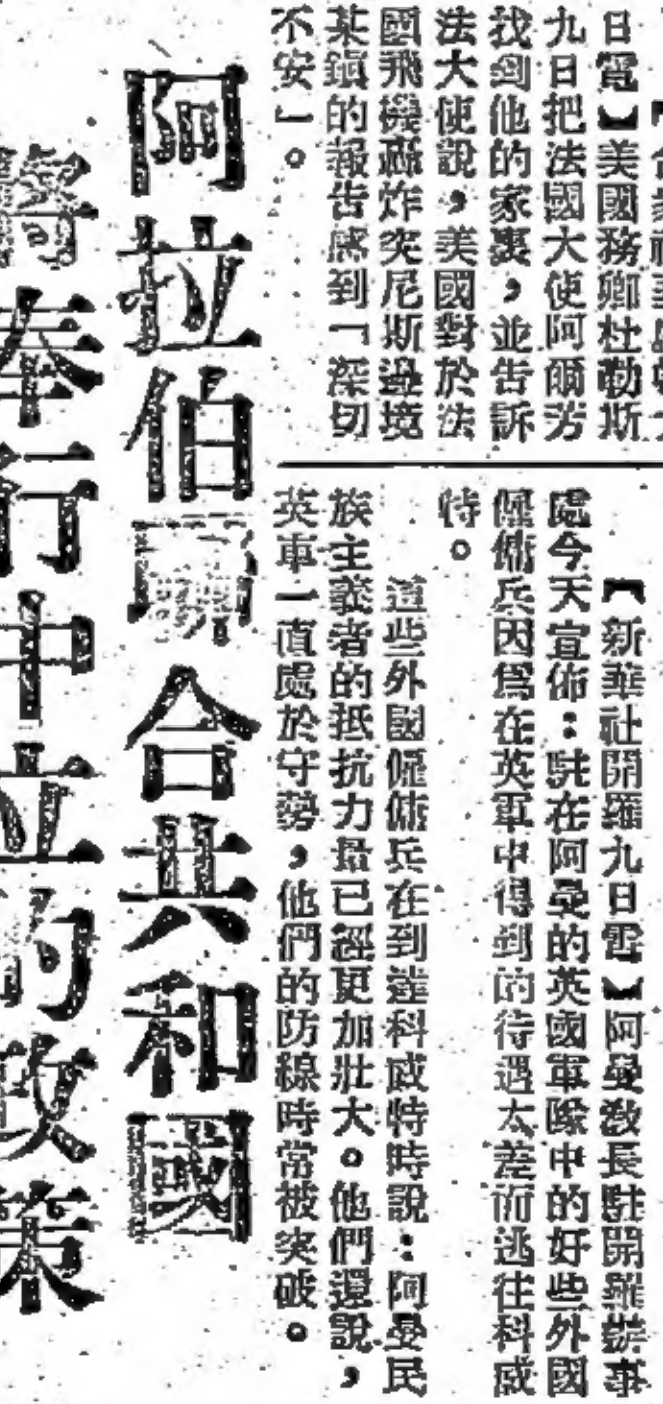 日電】美國務卿杜勒斯
九日把法國大使阿爾芳
找到他的家裏，並告訴
法大使說，美國對於法
國飛機轟炸突尼斯邊境
某鎮的報告感到「深切
不安」。
【新華社開羅九日電】阿曼敎長駐開羅辦事
處今天宣佈：駐在阿曼的英國軍隊中的好些外國
僱傭兵因爲在英軍中得到的待遇太差而逃往科威
特。
這些外國僱傭兵在到達科威特時說：阿曼民
族主義者的抵抗力量已經更加壯大。他們還說，
英軍一直處於守勢，他們的防線時常被突破。
阿拉伯聯合共和國
將奉行中立的政策